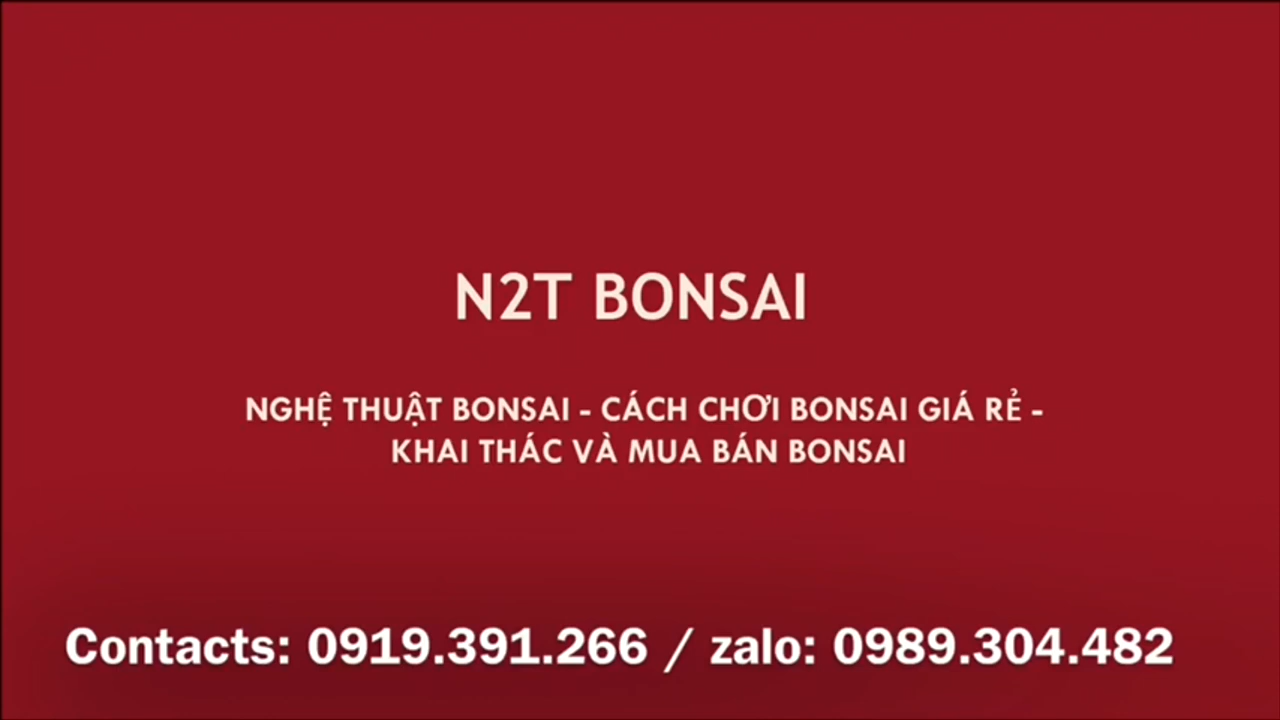 N2T BONSAI
NGHỆ THUẬT BONSAI - CÁCH CHƠI BONSAI GIÁ RẺ -
KHAI THÁC VÀ MUA BÁN BONSAI
Contacts: 0919.391.266 / zalo: 0989.304.482